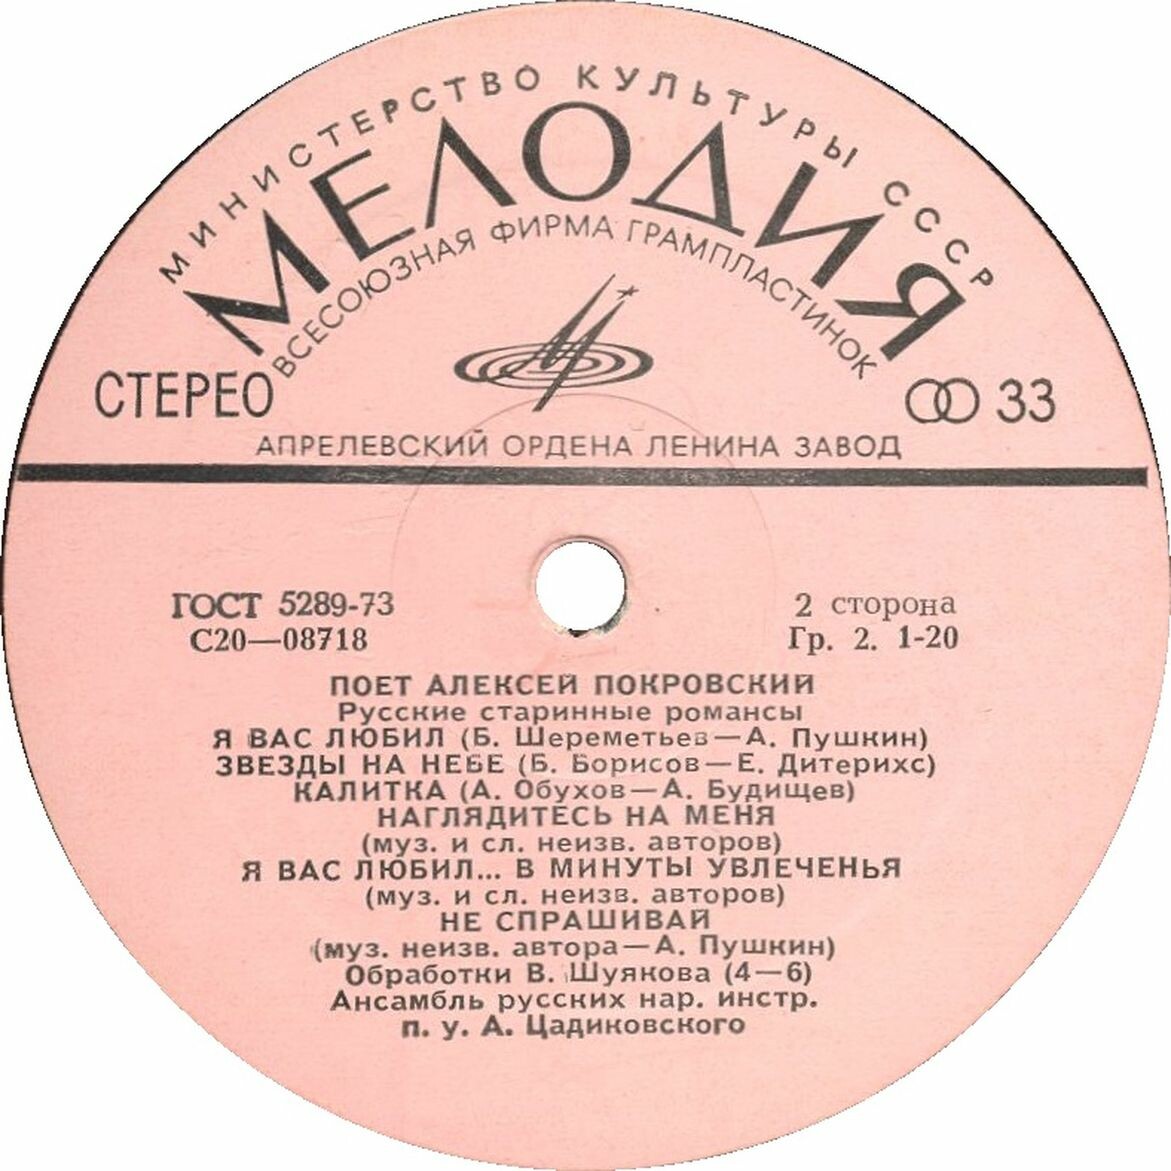 МИНИСТЕРСТВО КУЛЬТУРЫ СССР
МЕЛОДИЯ
ВСЕСОЮЗНАЯ ФИРМА ГРАМПЛАСТИНОК
СТЕРЕО
33
АПРЕЛЕВСКИЙ ОРДЕНА ЛЕНИНА ЗАВОД
ГОСТ 5289-73
С20—08718
2 сторона
Гр. 2. 1-20
ПОЕТ АЛЕКСЕЙ ПОКРОВСКИЙ
Русские старинные романсы
Я ВАС ЛЮБИЛ (Б. Шереметьев—А. Пушкин)
ЗВЕЗДЫ НА НЕБЕ (Б. Борисов—Е. Дитерихс)
КАЛИТКА (А. Обухов—А. Будищев)
НАГЛЯДИТЕСЬ НА МЕНЯ
(муз. и сл. неизв. авторов)
Я ВАС ЛЮБИЛ... В МИНУТЫ УВЛЕЧЕНЬЯ
(муз. и сл. неизв. авторов)
НЕ СПРАШИВАЙ
(муз. неизв. автора—А. Пушкин)
Обработки В. Шуякова (4—6)
Ансамбль русских нар. инстр.
п. у. А. Цадиковского